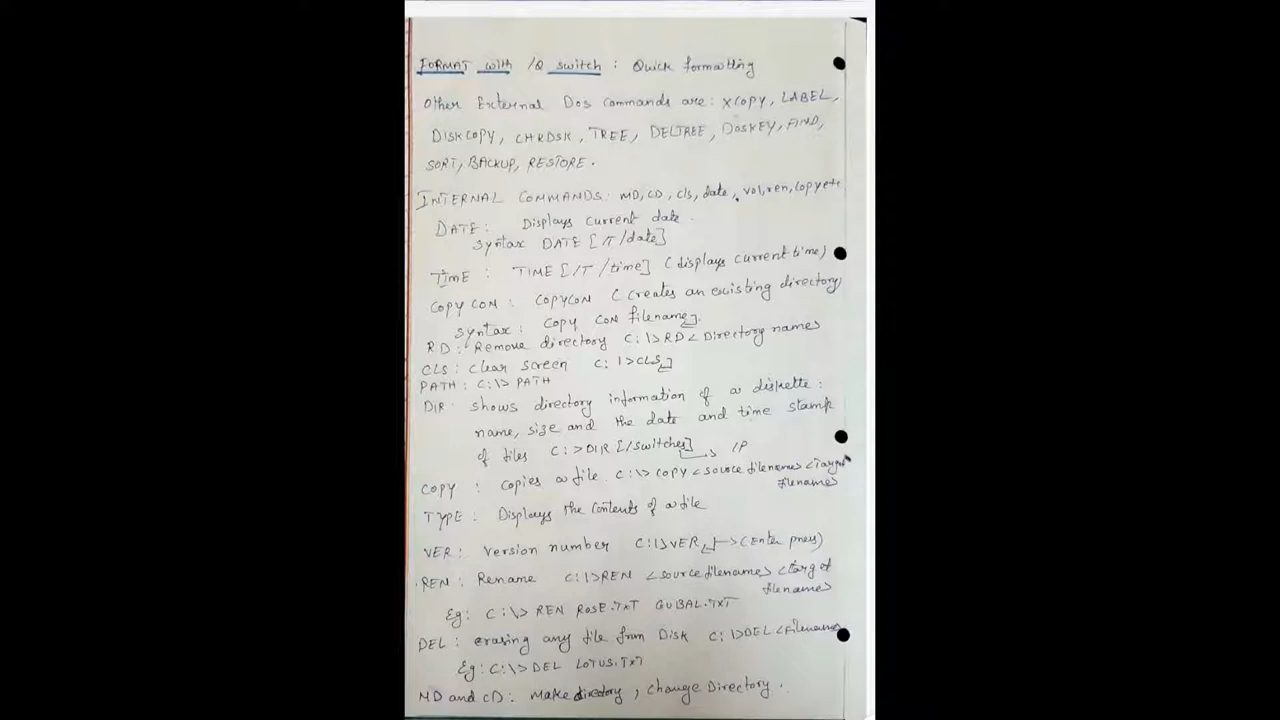 FORMAT with /Q switch : Quick formatting
Other External Dos commands are: XCOPY, LABEL,
DISKCOPY, CHKDSK, TREE, DELTREE, DOSKEY, FIND,
SORT, BACKUP, RESTORE.
INTERNAL COMMANDS: MD, CD, cls, date, vol, ren, copy etc
DATE: Displays current date.
Syntax DATE [/T/date]
TIME : TIME [/T /time] (displays current time)
COPY CON : COPYCON (creates an existing directory)
Syntax: COPY CON filename
RD: Remove directory C:\>RD<Directory name>
CLS: clear screen C:\>CLS
PATH: C:\> PATH
DIR: shows directory information of a diskette:
name, size and the date and time stamp
of files C:>DIR [/switches] /P
COPY : copies a file C:\> COPY <source filename> <Target
filename>
TYPE: Displays the contents of a file
VER: version number C:\>VER (Enter press)
REN: Rename C:\>REN <source filename> <target
filename>
Eg: C:\> REN ROSE.TXT GUBAL.TXT
DEL: erasing any file from Disk C:\>DEL <filename>
Eg: C:\> DEL LOTUS.TXT
MD and CD: Make directory, change Directory.